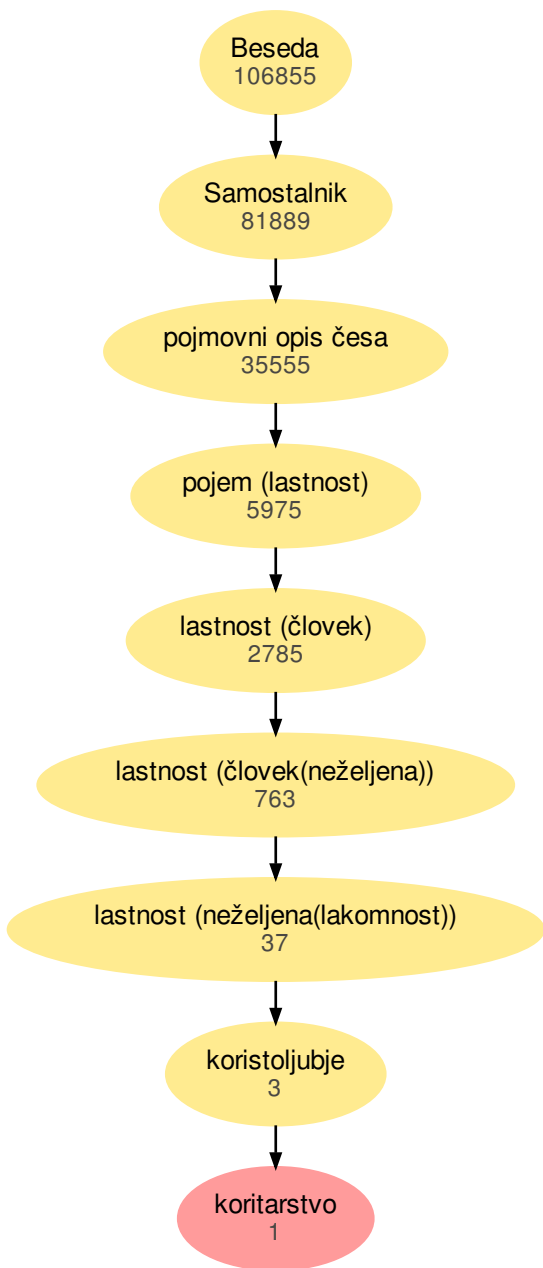 Beseda
106855
Samostalnik
81889
pojmovni opis česa
35555
pojem (lastnost)
5975
lastnost (človek)
2785
lastnost (človek(neželjena))
763
lastnost (neželjena(lakomnost))
37
koristoljubje
3
koritarstvo
1